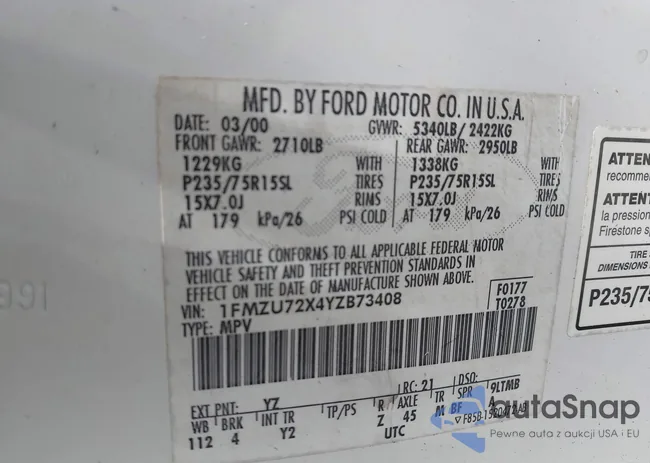 MFD. BY FORD MOTOR CO. IN U.S.A.
DATE: 03/00 GVWR: 5340LB/ 2422KG
FRONT GAWR: 2710LB REAR GAWR: 2950LB
1229KG WITH 1338KG WITH
P235/75R15SL TIRES P235/75R15SL TIRES
15X7.0J RIMS 15X7.0J RIMS
AT 179 kPa/26 PSI COLD AT 179 kPa/26 PSI COLD
THIS VEHICLE CONFORMS TO ALL APPLICABLE FEDERAL MOTOR
VEHICLE SAFETY AND THEFT PREVENTION STANDARDS IN
EFFECT ON THE DATE OF MANUFACTURE SHOWN ABOVE.
VIN: 1FMZU72X4YZB73408 F0177
TYPE: MPV T0278
EXT PNT: YZ RC: 21 DSO:
WB BRK INT TR TP/PS R AXLE TR SPR 9LTMB
112 4 Y2 Z 45 M BF A
UTC
ATTEN
recommer
ATTENT
la pression
Firestone sp
TIRE
DIMENSIONS
P235/75
autoSnap
Pewne auta z aukcji USA i EU